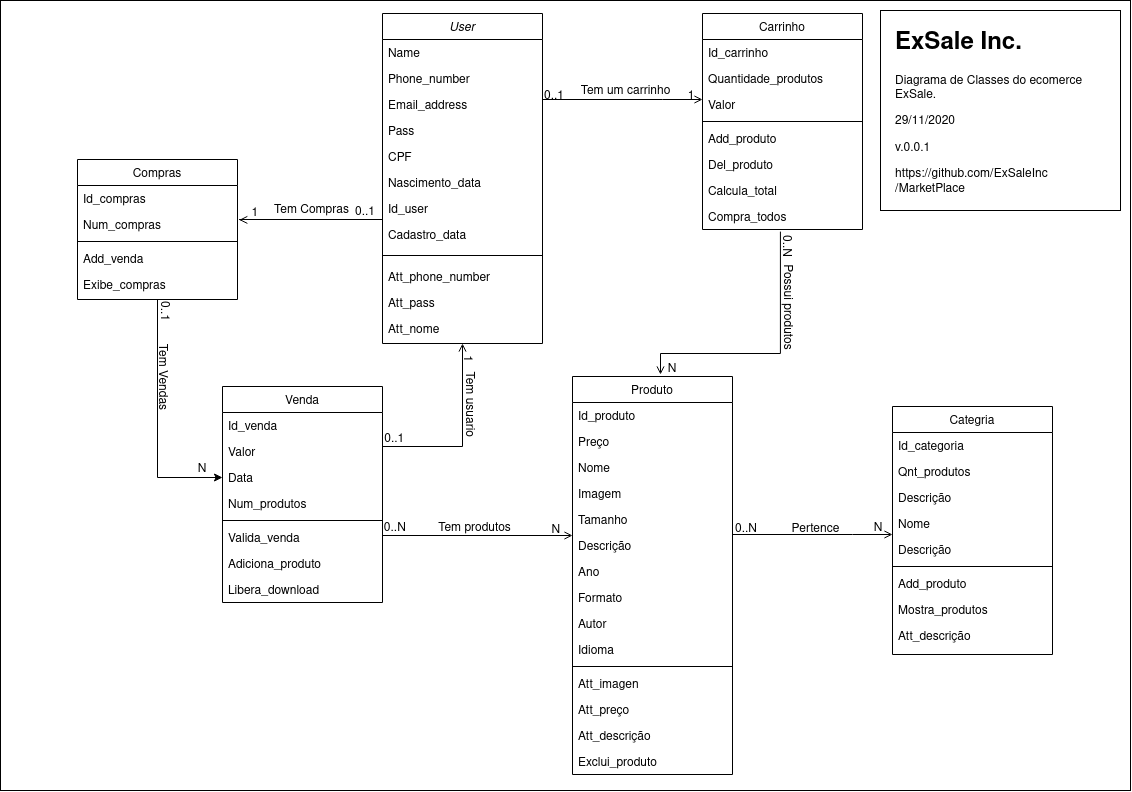 User
Name
Phone_number
Email_address
Pass
CPF
Nascimento_data
Id_user
Cadastro_data
Att_phone_number
Att_pass
Att_nome
0..1
Tem um carrinho
1
Carrinho
Id_carrinho
Quantidade_produtos
Valor
Add_produto
Del_produto
Calcula_total
Compra_todos
ExSale Inc.
Diagrama de Classes do ecomerce
ExSale.
29/11/2020
v.0.0.1
https://github.com/ExSaleInc
/MarketPlace
Compras
Id_compras
Num_compras
Add_venda
Exibe_compras
1
Tem Compras
0..1
0..1
Tem Vendas
N
0..N
Possui produtos
N
1
Tem usuario
0..1
Venda
Id_venda
Valor
Data
Num_produtos
Valida_venda
Adiciona_produto
Libera_download
0..N
Tem produtos
N
Produto
Id_produto
Preço
Nome
Imagem
Tamanho
Descrição
Ano
Formato
Autor
Idioma
Att_imagen
Att_preço
Att_descrição
Exclui_produto
0..N
Pertence
N
Categria
Id_categoria
Qnt_produtos
Descrição
Nome
Descrição
Add_produto
Mostra_produtos
Att_descrição